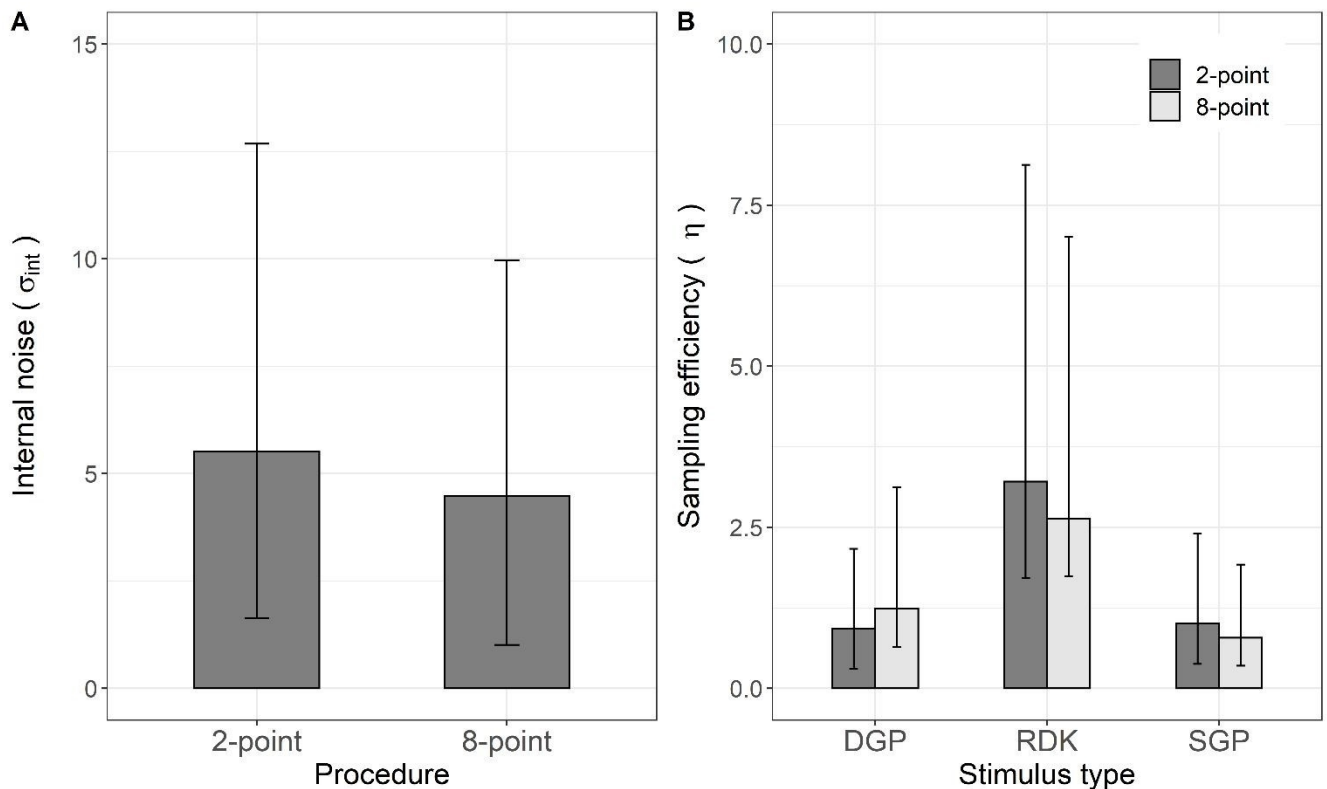 A
15
10
5
0
Internal noise ( σint)
2-point
8-point
Procedure
B
2-point
8-point
10.0
7.5
5.0
2.5
0.0
Sampling efficiency ( η )
DGP
RDK
SGP
Stimulus type